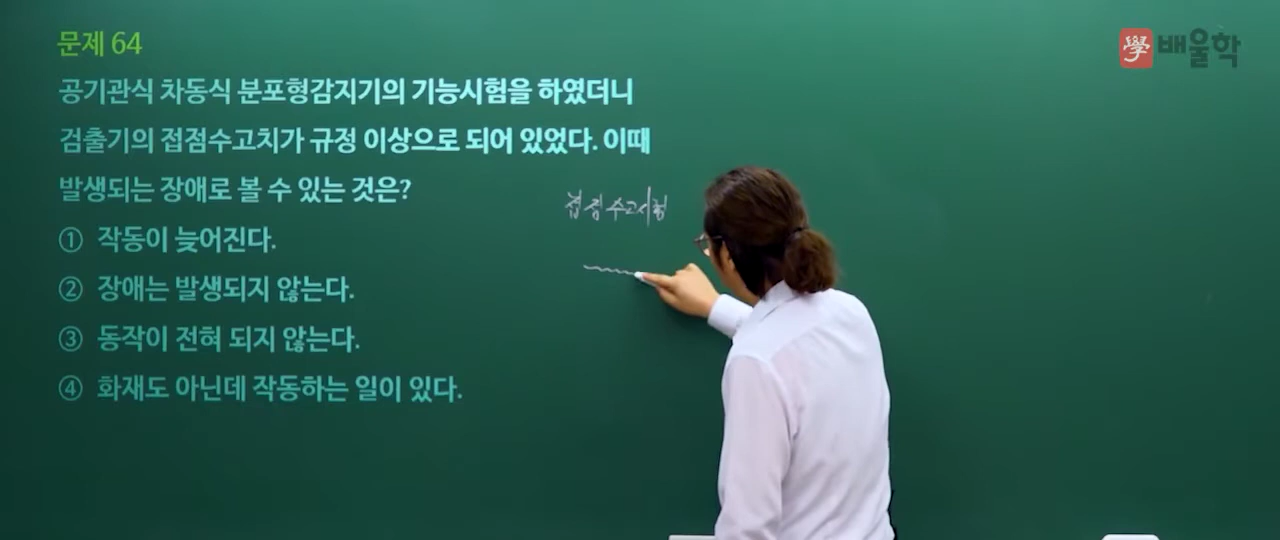 문제 64
學 배울학
공기관식 차동식 분포형감지기의 기능시험을 하였더니
검출기의 접점수고치가 규정 이상으로 되어 있었다. 이때
발생되는 장애로 볼 수 있는 것은?
접점수고시험
① 작동이 늦어진다.
② 장애는 발생되지 않는다.
③ 동작이 전혀 되지 않는다.
④ 화재도 아닌데 작동하는 일이 있다.